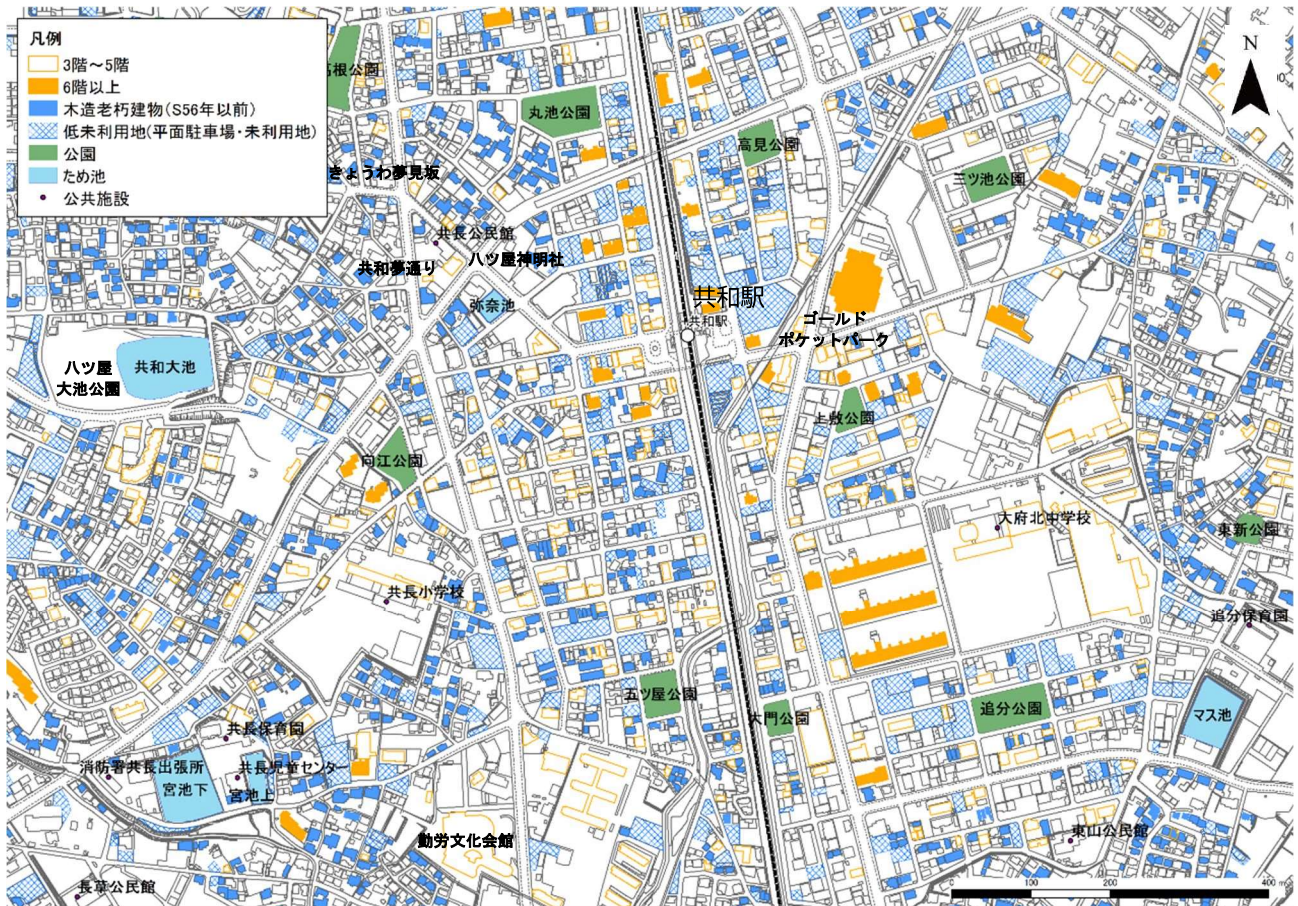 凡例
3階~5階
6階以上
木造老朽建物(S56年以前)
低未利用地(平面駐車場・未利用地)
公園
ため池
公共施設
N
根公園
丸池公園
高見公園
三ツ池公園
きょうわ夢見坂
共長公民館
共和夢通り
八ツ屋神明社
弥奈池
共和駅
共和駅
ゴールド
ポケットパーク
八ツ屋
大池公園
共和大池
上敷公園
向江公園
大府北中学校
東新公園
共長小学校
追分保育園
五ツ屋公園
大門公園
追分公園
マス池
共長保育園
消防署共長出張所
共長児童センター
宮池下
宮池上
勤労文化会館
東山公民館
長草公民館
0
100
200
400 m